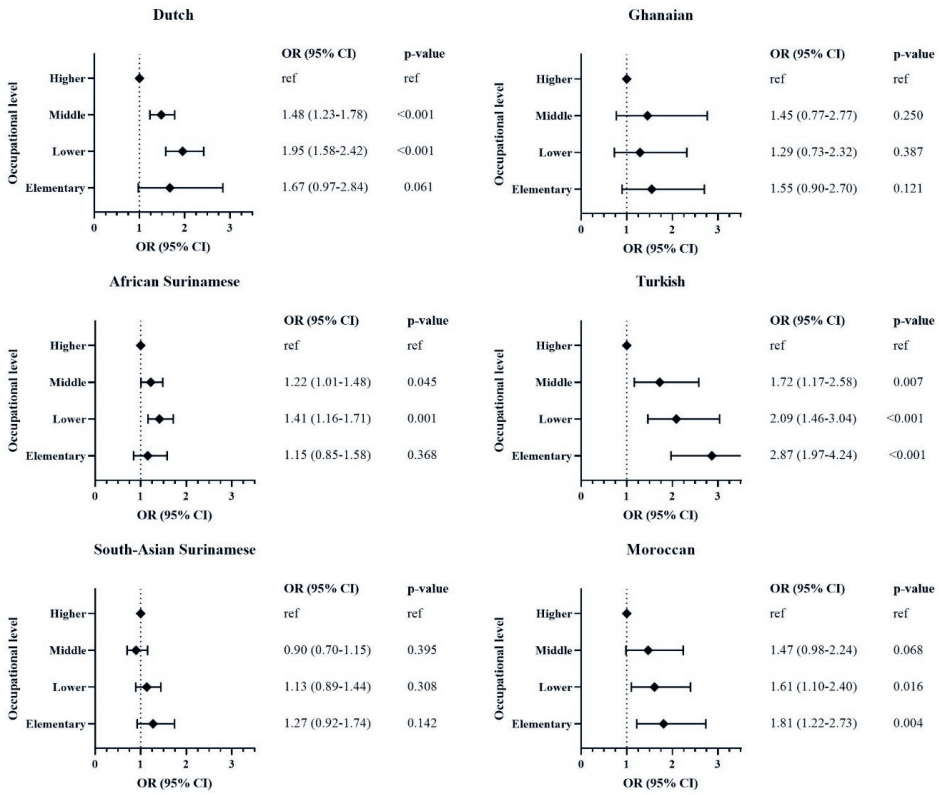 Dutch
OR (95% CI) p-value
Higher ref ref
Middle 1.48 (1.23-1.78) <0.001
Lower 1.95 (1.58-2.42) <0.001
Elementary 1.67 (0.97-2.84) 0.061
Occupational level
0 1 2 3
OR (95% CI)
Ghanaian
OR (95% CI) p-value
Higher ref ref
Middle 1.45 (0.77-2.77) 0.250
Lower 1.29 (0.73-2.32) 0.387
Elementary 1.55 (0.90-2.70) 0.121
Occupational level
0 1 2 3
OR (95% CI)
African Surinamese
OR (95% CI) p-value
Higher ref ref
Middle 1.22 (1.01-1.48) 0.045
Lower 1.41 (1.16-1.71) 0.001
Elementary 1.15 (0.85-1.58) 0.368
Occupational level
0 1 2 3
OR (95% CI)
Turkish
OR (95% CI) p-value
Higher ref ref
Middle 1.72 (1.17-2.58) 0.007
Lower 2.09 (1.46-3.04) <0.001
Elementary 2.87 (1.97-4.24) <0.001
Occupational level
0 1 2 3
OR (95% CI)
South-Asian Surinamese
OR (95% CI) p-value
Higher ref ref
Middle 0.90 (0.70-1.15) 0.395
Lower 1.13 (0.89-1.44) 0.308
Elementary 1.27 (0.92-1.74) 0.142
Occupational level
0 1 2 3
OR (95% CI)
Moroccan
OR (95% CI) p-value
Higher ref ref
Middle 1.47 (0.98-2.24) 0.068
Lower 1.61 (1.10-2.40) 0.016
Elementary 1.81 (1.22-2.73) 0.004
Occupational level
0 1 2 3
OR (95% CI)